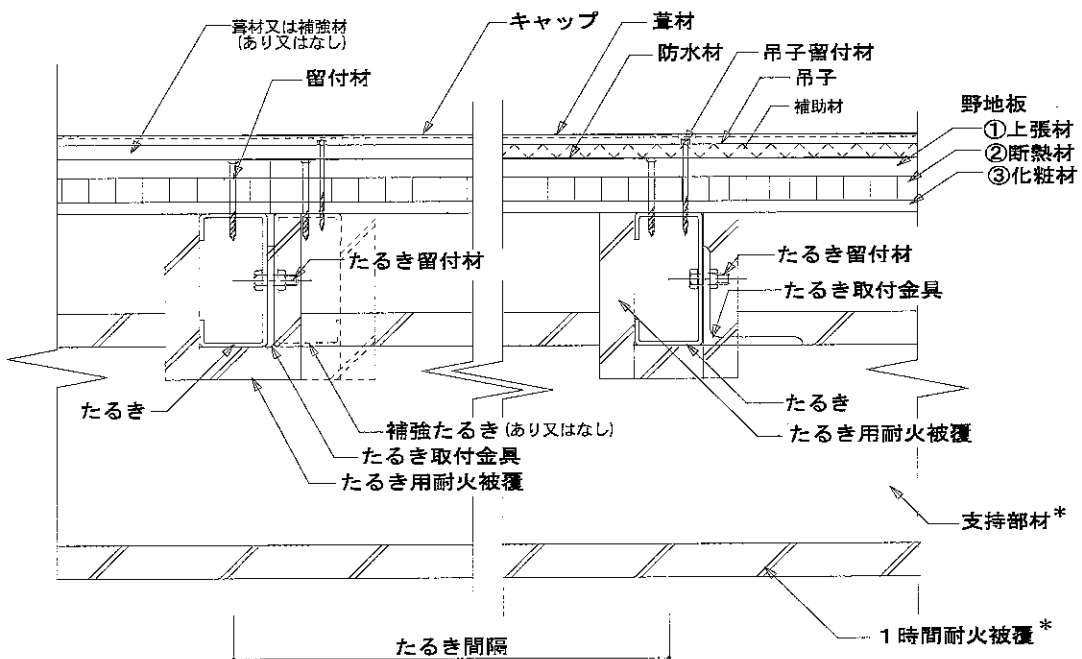 葺材又は補強材
(あり又はなし)
キャップ
葺材
防水材
吊子留付材
吊子
留付材
補助材
野地板
①上張材
②断熱材
③化粧材
たるき留付材
たるき留付材
たるき取付金具
たるき
たるき
補強たるき(あり又はなし)
たるき用耐火被覆
たるき取付金具
たるき用耐火被覆
支持部材*
1時間耐火被覆*
たるき間隔